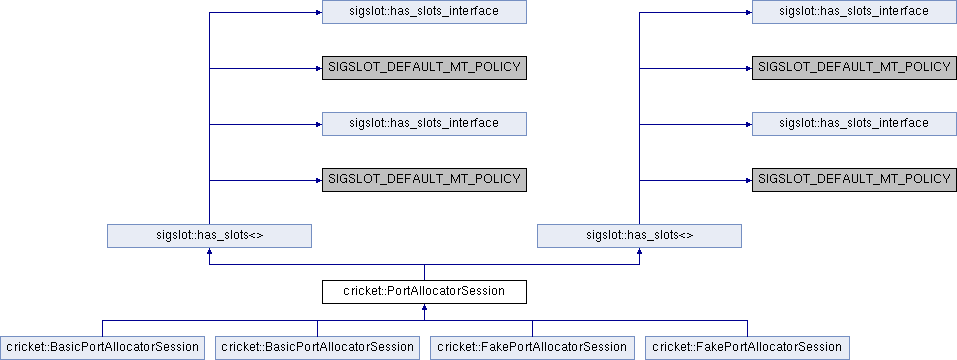 sigslot::has_slots_interface sigslot::has_slots_interface
SIGSLOT_DEFAULT_MT_POLICY SIGSLOT_DEFAULT_MT_POLICY
sigslot::has_slots_interface sigslot::has_slots_interface
SIGSLOT_DEFAULT_MT_POLICY SIGSLOT_DEFAULT_MT_POLICY
sigslot::has_slots<> sigslot::has_slots<>
cricket::PortAllocatorSession
cricket::BasicPortAllocatorSession cricket::BasicPortAllocatorSession cricket::FakePortAllocatorSession cricket::FakePortAllocatorSession